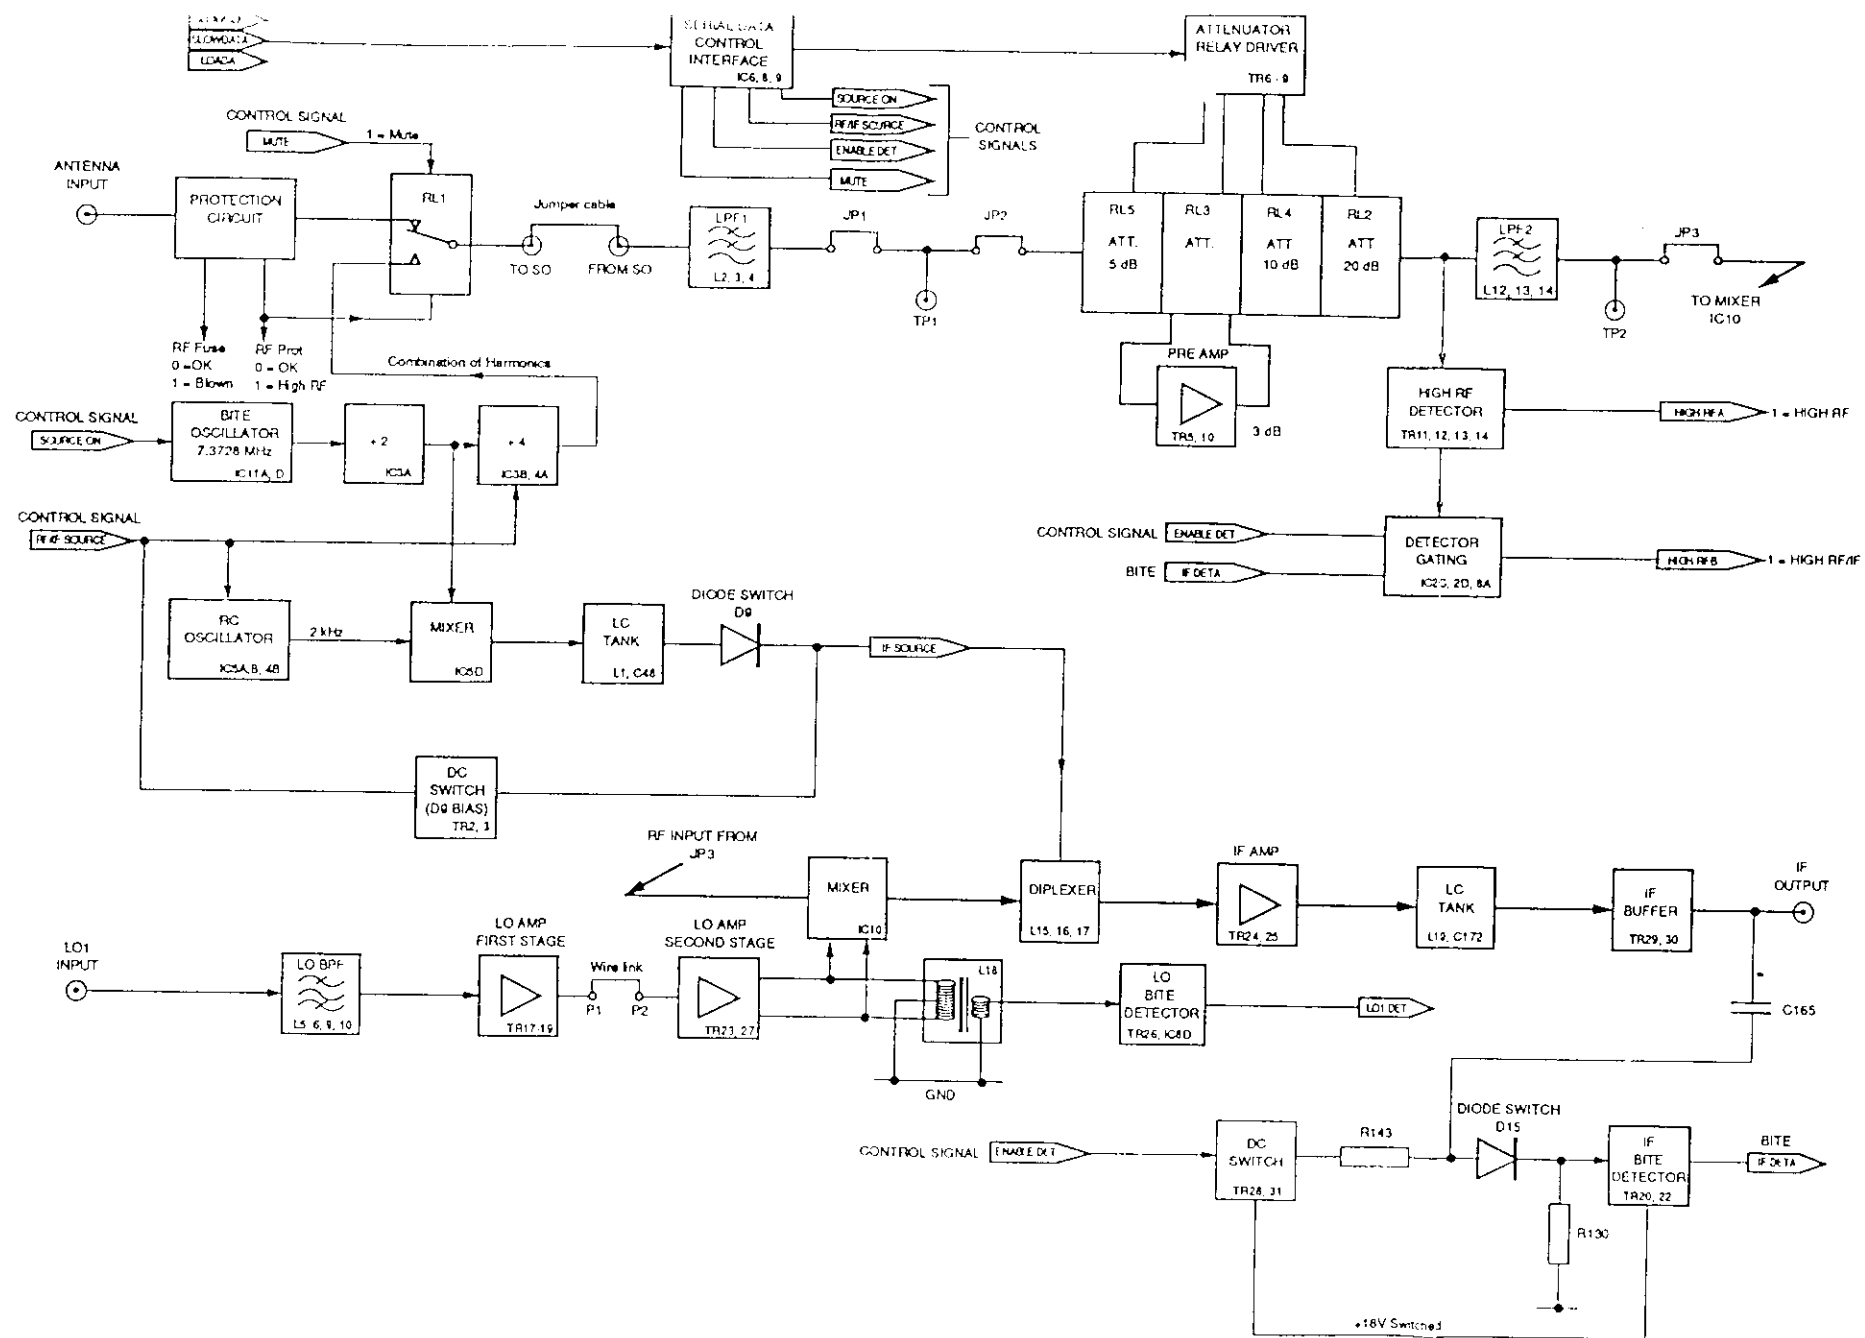 SERIAL DATA
CONTROL
INTERFACE
IC6, 8, 9
ATTENUATOR
RELAY DRIVER
TR6 - 9
SLOWDATA
LOADA
SOURCE ON
RF/IF SOURCE
ENABLE DET
MUTE
CONTROL
SIGNALS
CONTROL SIGNAL
MUTE
1 = Mute
ANTENNA
INPUT
PROTECTION
CIRCUIT
RL1
Jumper cable
TO SO
FROM SO
LPF1
L2, 3, 4
JP1
TP1
JP2
RL5
ATT.
5 dB
RL3
ATT.
RL4
ATT
10 dB
RL2
ATT
20 dB
LPF2
L12, 13, 14
JP3
TP2
TO MIXER
IC10
RF Fuse
0 =OK
1 = Blown
RF Prot
0 = OK
1 = High RF
Combination of Harmonics
PRE AMP
TR5, 10
3 dB
HIGH RF
DETECTOR
TR11, 12, 13, 14
HIGH RFA
1 = HIGH RF
CONTROL SIGNAL
SOURCE ON
BITE
OSCILLATOR
7.3728 MHz
IC11A, D
÷ 2
IC3A
÷ 4
IC3B, 4A
CONTROL SIGNAL
RF/IF SOURCE
CONTROL SIGNAL
ENABLE DET
BITE
IF DETA
DETECTOR
GATING
IC2C, 2D, 8A
HIGH RFB
1 = HIGH RF/IF
RC
OSCILLATOR
IC5A,B, 4B
2 kHz
MIXER
IC5D
LC
TANK
L1, C48
DIODE SWITCH
D9
IF SOURCE
DC
SWITCH
(D9 BIAS)
TR2, 3
RF INPUT FROM
JP3
MIXER
IC10
DIPLEXER
L15, 16, 17
IF AMP
TR24, 25
LC
TANK
L19, C172
IF
BUFFER
TR29, 30
IF
OUTPUT
LO1
INPUT
LO BPF
L5, 6, 9, 10
LO AMP
FIRST STAGE
TR17-19
Wire link
P1
P2
LO AMP
SECOND STAGE
TR23, 27
L18
GND
LO
BITE
DETECTOR
TR26, IC8D
LO1 DET
C165
CONTROL SIGNAL
ENABLE DET
DC
SWITCH
TR28, 31
R143
DIODE SWITCH
D15
R130
IF
BITE
DETECTOR
TR20, 22
BITE
IF DETA
+18V Switched